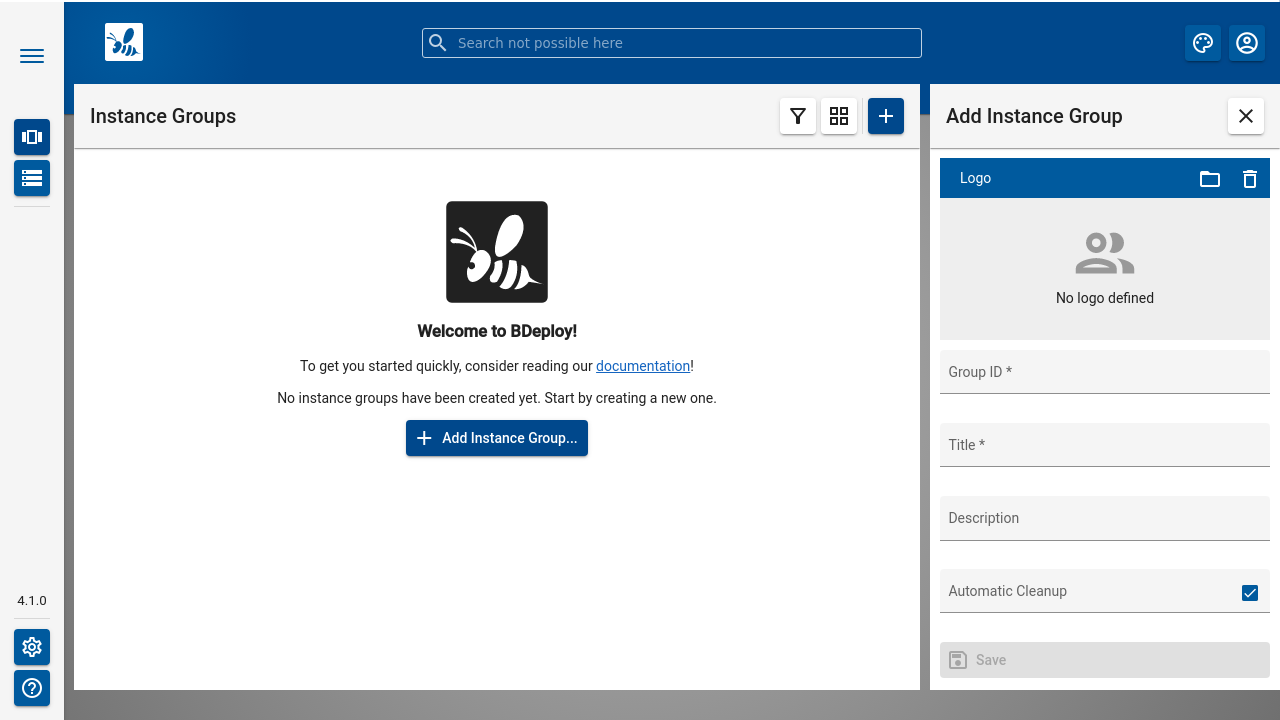 Search not possible here
Instance Groups
Add Instance Group
Logo
No logo defined
Welcome to BDeploy!
To get you started quickly, consider reading our documentation!
No instance groups have been created yet. Start by creating a new one.
Add Instance Group...
Group ID *
Title *
Description
Automatic Cleanup
Save
4.1.0